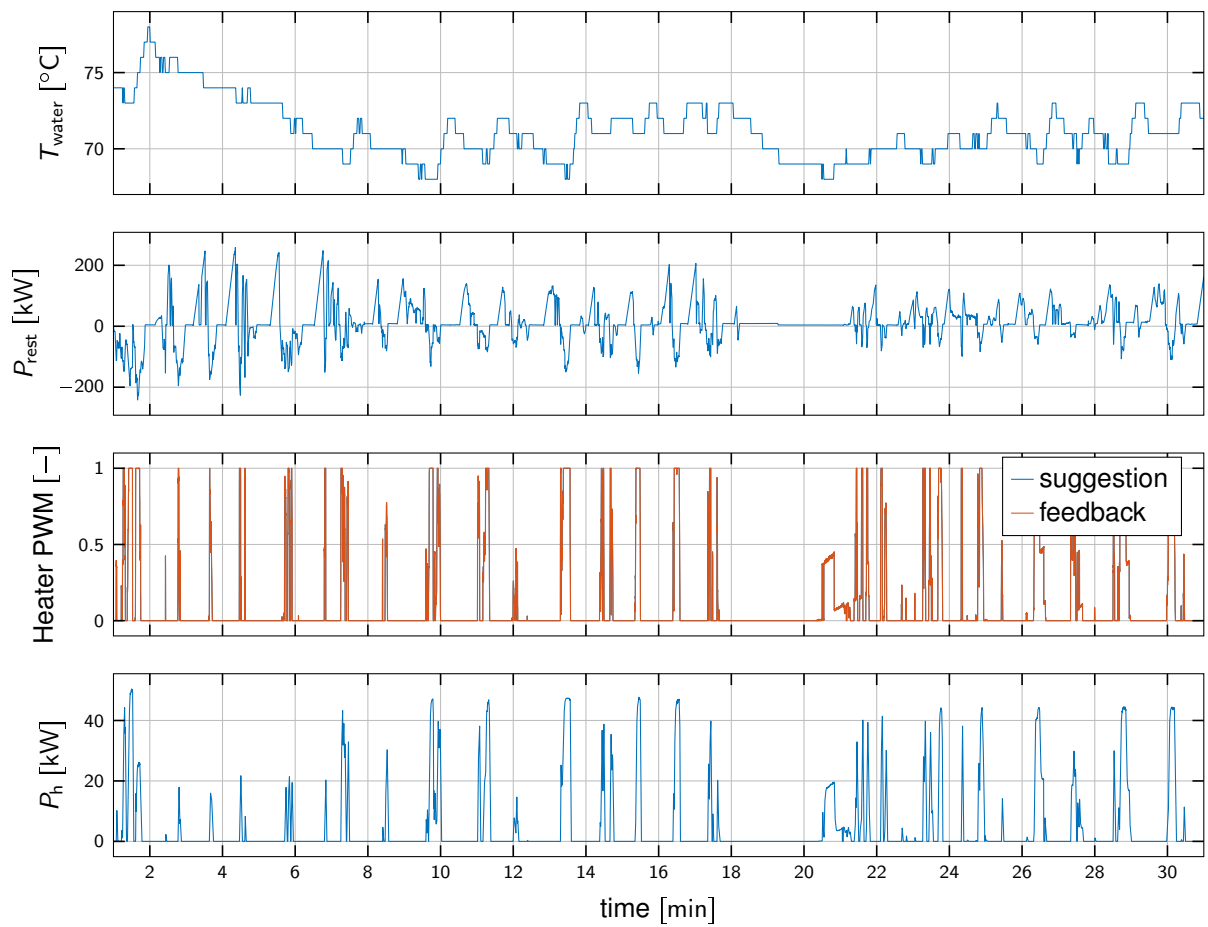 T_water [°C]
75
70
P_rest [kW]
200
0
−200
Heater PWM [−]
1
0.5
0
suggestion
feedback
P_h [kW]
40
20
0
2 4 6 8 10 12 14 16 18 20 22 24 26 28 30
time [min]